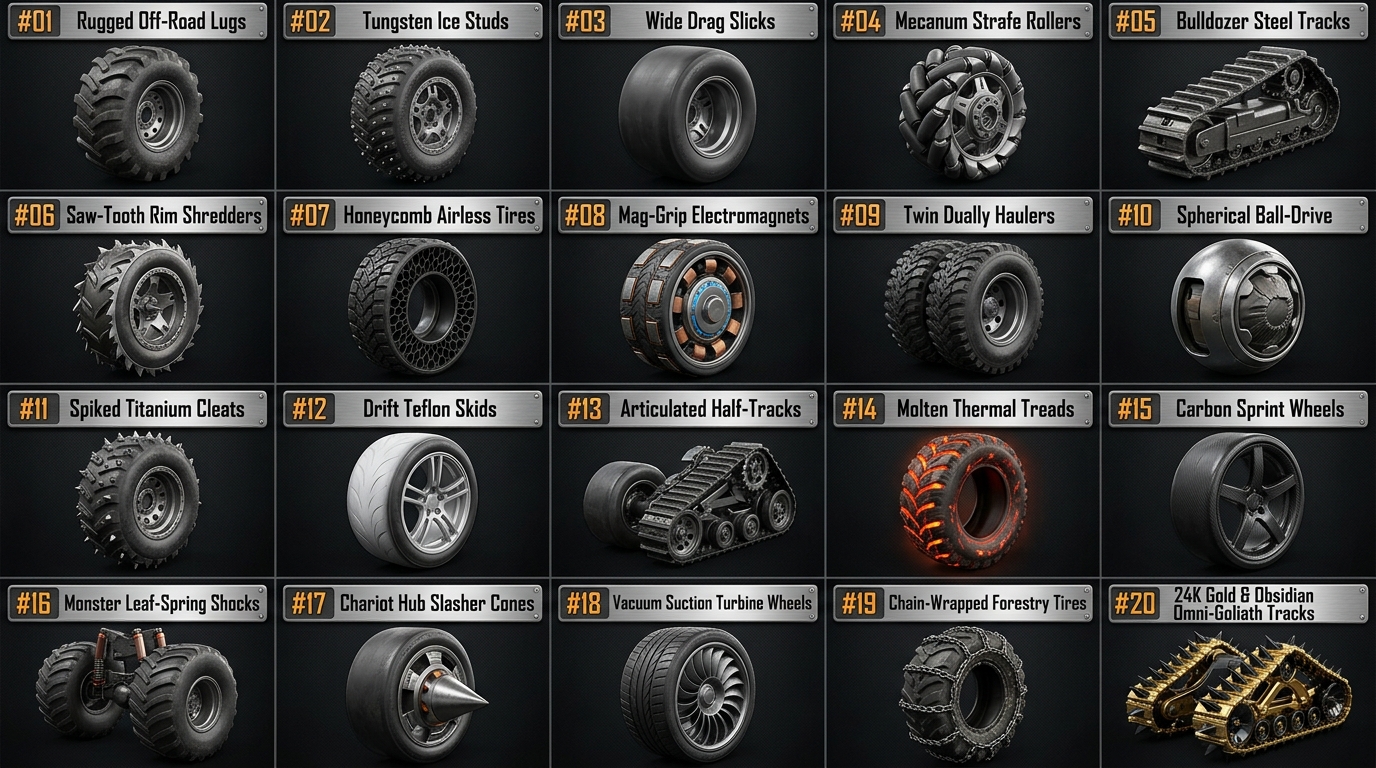 #01 Rugged Off-Road Lugs
#02 Tungsten Ice Studs
#03 Wide Drag Slicks
#04 Mecanum Strafe Rollers
#05 Bulldozer Steel Tracks
#06 Saw-Tooth Rim Shredders
#07 Honeycomb Airless Tires
#08 Mag-Grip Electromagnets
#09 Twin Dually Haulers
#10 Spherical Ball-Drive
#11 Spiked Titanium Cleats
#12 Drift Teflon Skids
#13 Articulated Half-Tracks
#14 Molten Thermal Treads
#15 Carbon Sprint Wheels
#16 Monster Leaf-Spring Shocks
#17 Chariot Hub Slasher Cones
#18 Vacuum Suction Turbine Wheels
#19 Chain-Wrapped Forestry Tires
#20 24K Gold & Obsidian
Omni-Goliath Tracks